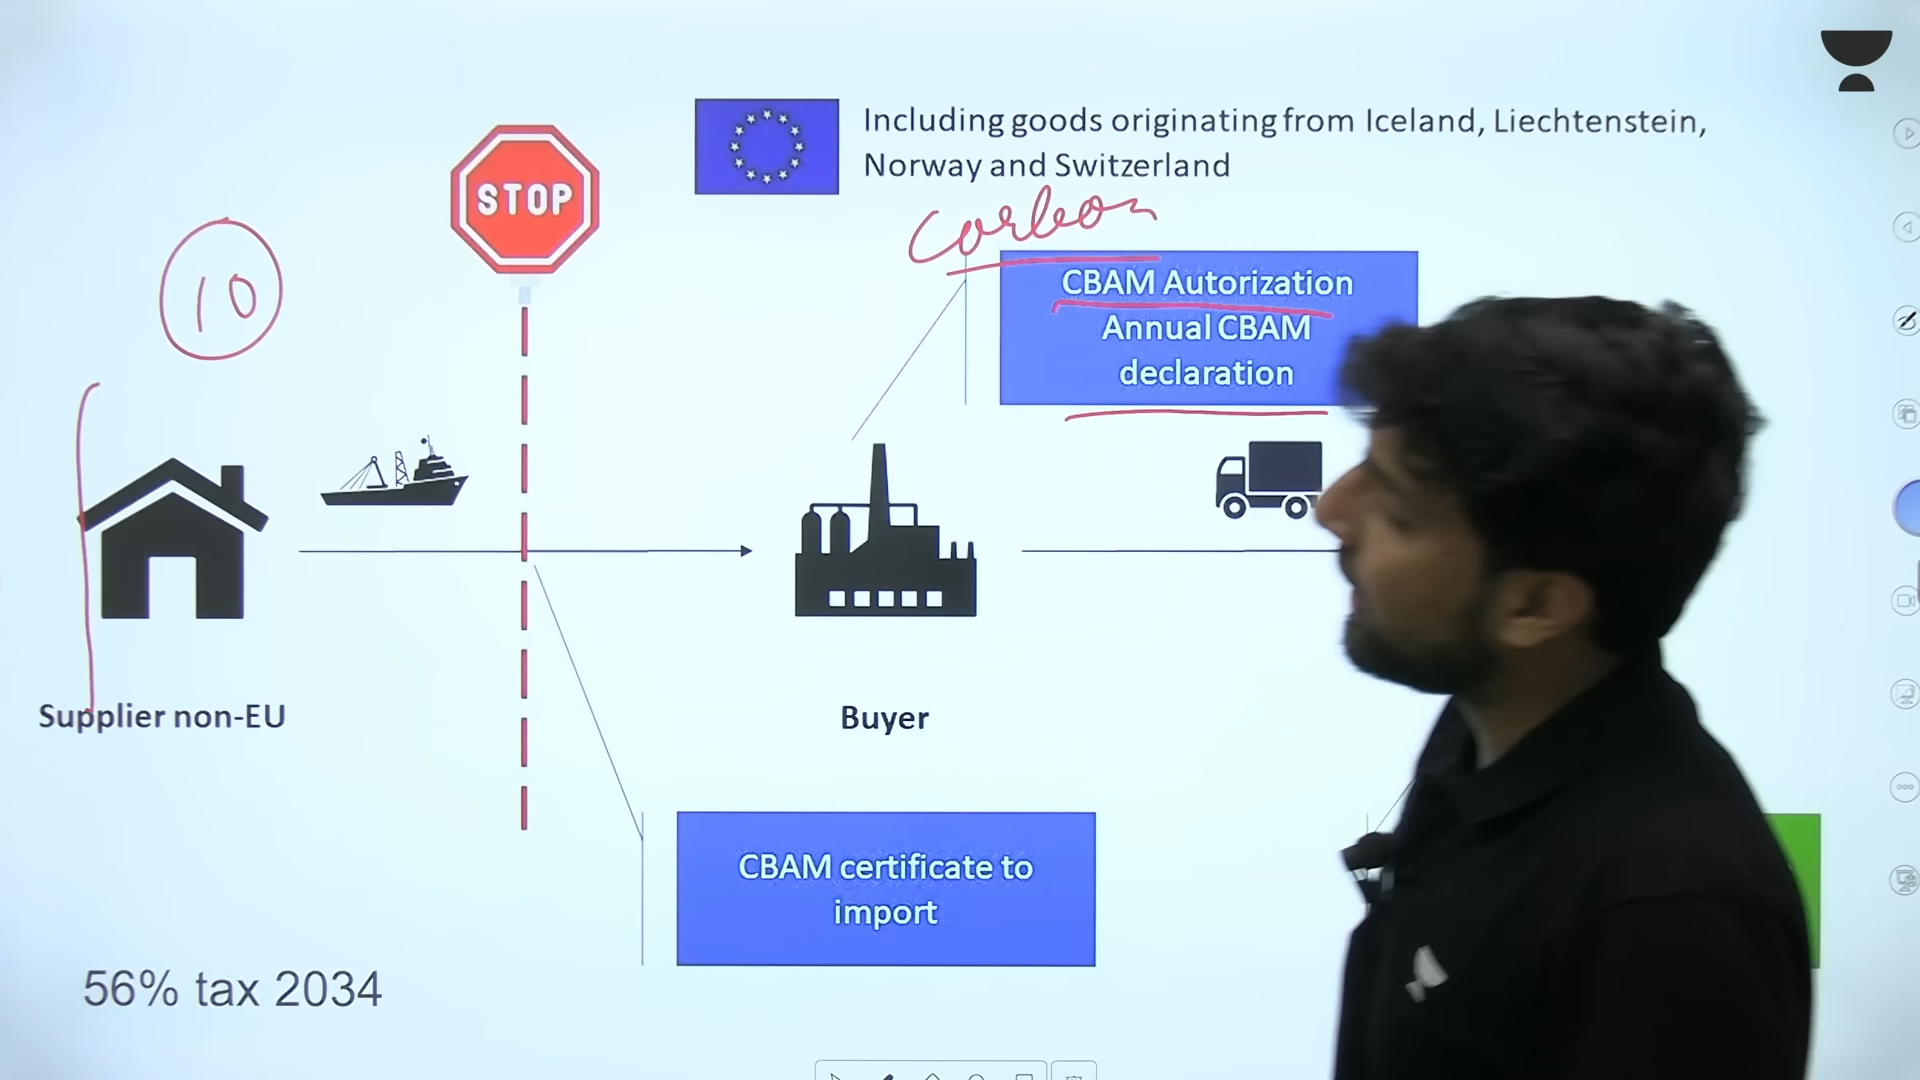 Including goods originating from Iceland, Liechtenstein,
Norway and Switzerland
STOP
Carbon
10
CBAM Autorization
Annual CBAM
declaration
Supplier non-EU
Buyer
CBAM certificate to
import
56% tax 2034